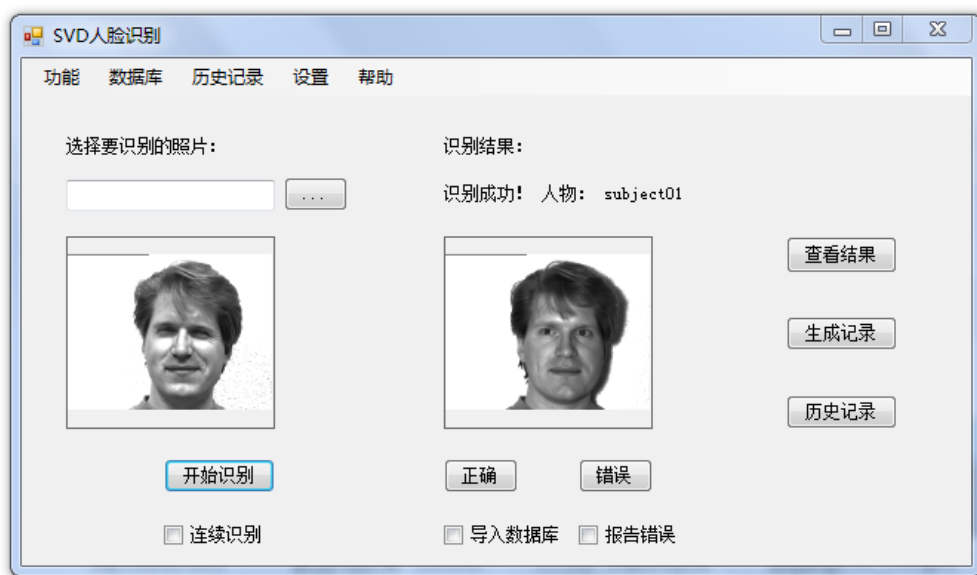 SVD人脸识别
功能 数据库 历史记录 设置 帮助
选择要识别的照片： 识别结果：
... 识别成功！ 人物： subject01
查看结果
生成记录
历史记录
开始识别 正确 错误
连续识别 导入数据库 报告错误